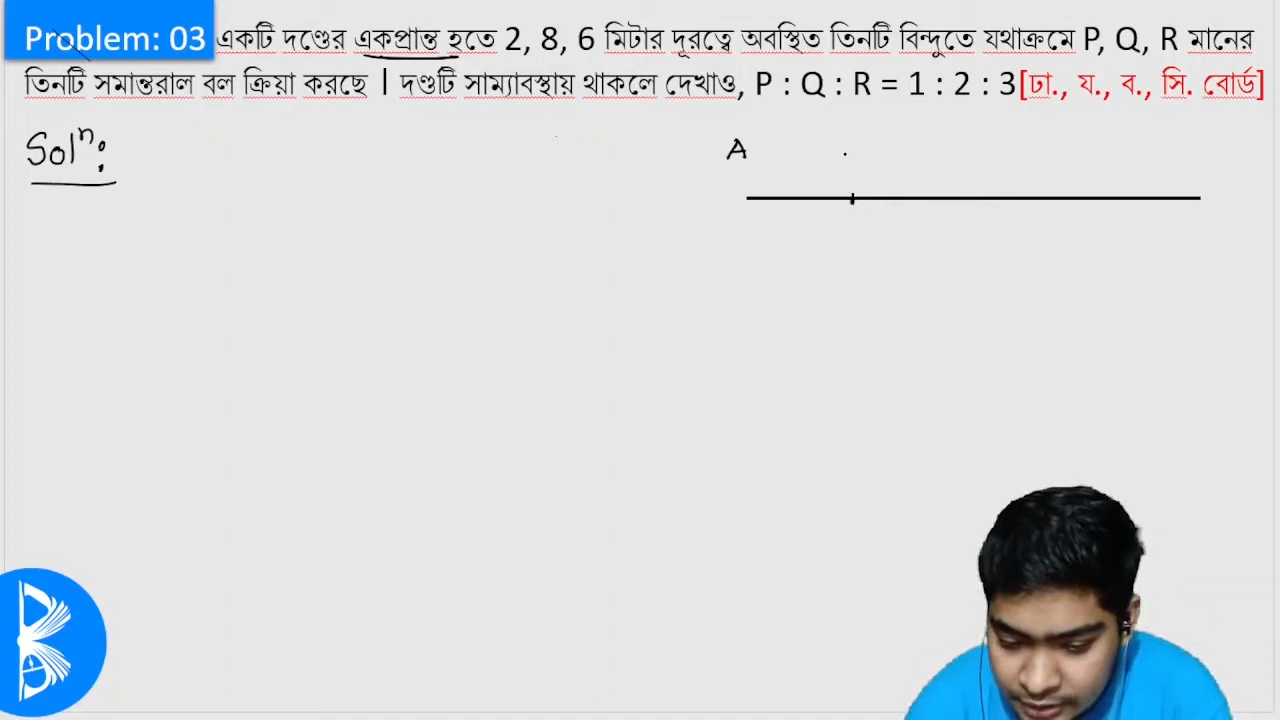 Problem: 03 একটি দণ্ডের একপ্রান্ত হতে 2, 8, 6 মিটার দূরত্বে অবস্থিত তিনটি বিন্দুতে যথাক্রমে P, Q, R মানের
তিনটি সমান্তরাল বল ক্রিয়া করছে । দণ্ডটি সাম্যাবস্থায় থাকলে দেখাও, P : Q : R = 1 : 2 : 3[ঢা., য., ব., সি. বোর্ড]
Solⁿ:
A